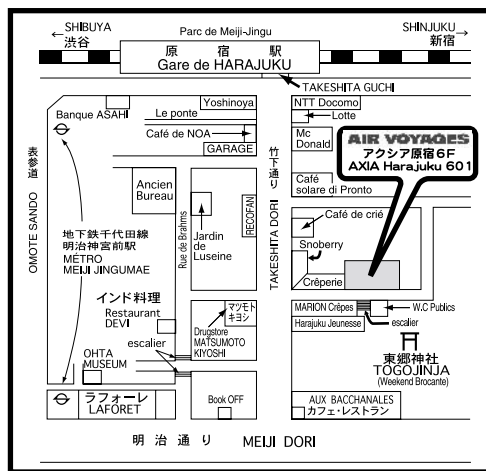 Parc de Meiji-Jingu
← SHIBUYA
渋谷
SHINJUKU →
新宿
原宿駅
Gare de HARAJUKU
TAKESHITA GUCHI
Banque ASAHI
Le ponte
Yoshinoya
Café de NOA
GARAGE
NTT Docomo
Lotte
Mc
Donald
Café
solare di Pronto
AIR VOYAGES
アクシア原宿6F
AXIA Harajuku 601
表参道
OMOTE SANDO
竹下通り
TAKESHITA DORI
地下鉄千代田線
明治神宮前駅
MÉTRO
MEIJI JINGUMAE
Ancien
Bureau
Rue de Brahms
Jardin
de
Luseine
RECOFAN
Café de crié
Snoberry
Crêperie
インド料理
Restaurant
DEVI
escalier
マツモト
キヨシ
Drugstore
MATSUMOTO
KIYOSHI
MARION Crêpes
W.C Publics
Harajuku Jeunesse
escalier
東郷神社
TOGOJINJA
(Weekend Brocante)
OHTA
MUSEUM
ラフォーレ
LAFORET
Book OFF
AUX BACCHANALES
カフェ・レストラン
明治通り MEIJI DORI